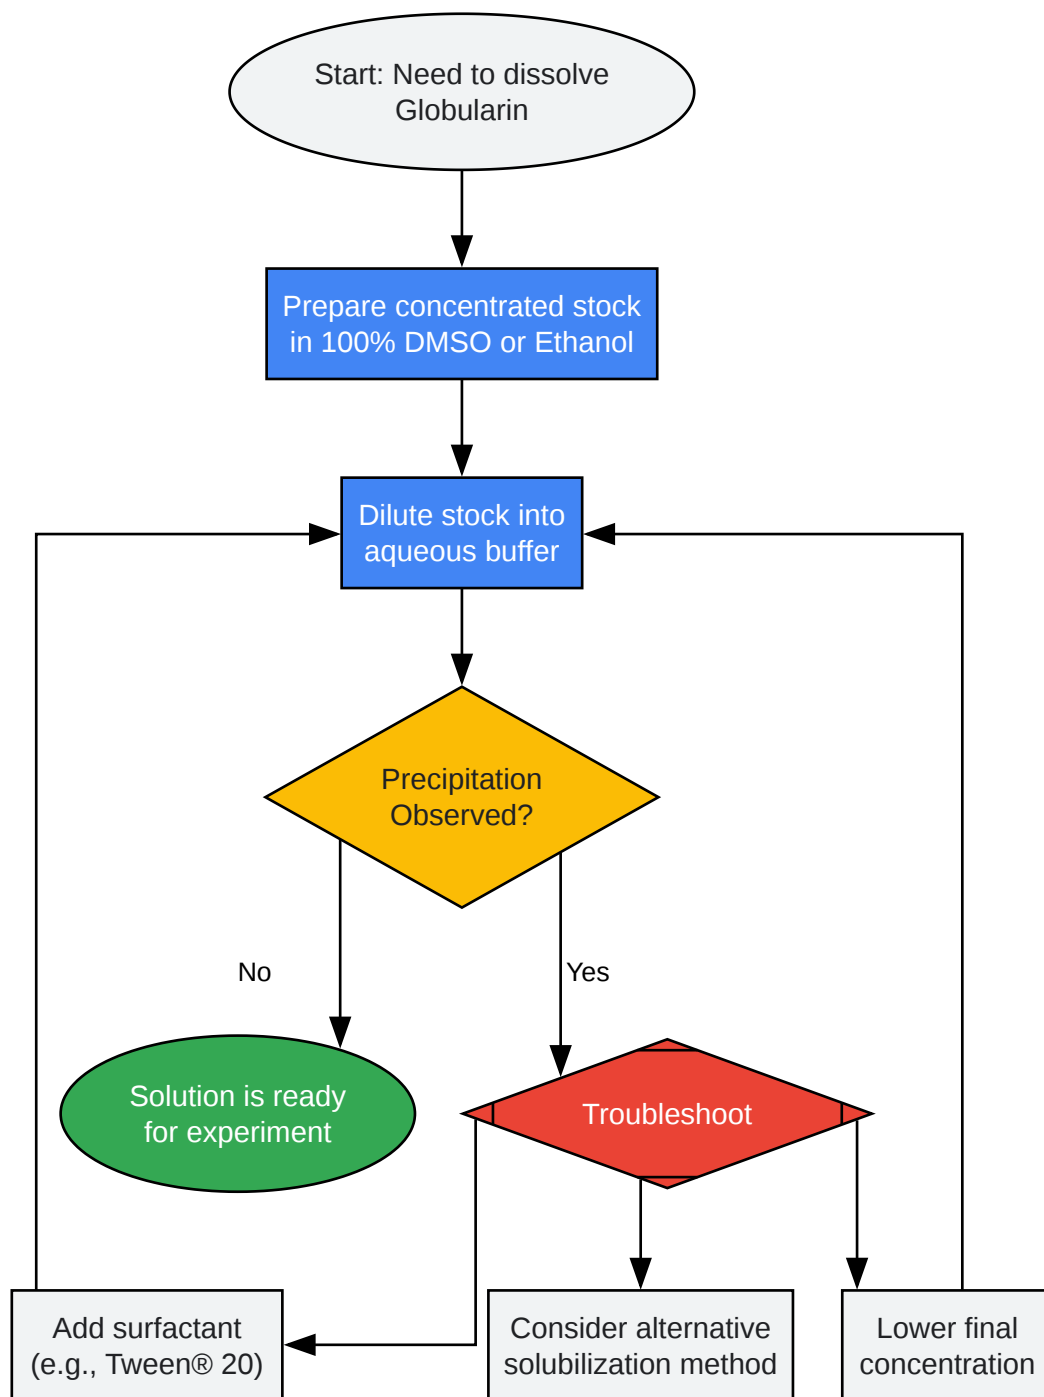 Start: Need to dissolve
Globularin
Prepare concentrated stock
in 100% DMSO or Ethanol
Dilute stock into
aqueous buffer
Precipitation
Observed?
No
Yes
Solution is ready
for experiment
Troubleshoot
Add surfactant
(e.g., Tween® 20)
Consider alternative
solubilization method
Lower final
concentration